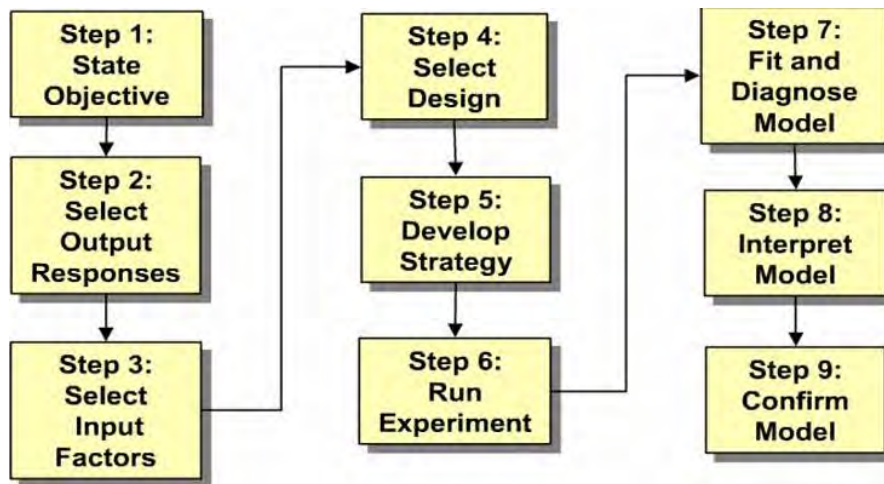 Step 1:
State
Objective
Step 2:
Select
Output
Responses
Step 3:
Select
Input
Factors
Step 4:
Select
Design
Step 5:
Develop
Strategy
Step 6:
Run
Experiment
Step 7:
Fit and
Diagnose
Model
Step 8:
Interpret
Model
Step 9:
Confirm
Model